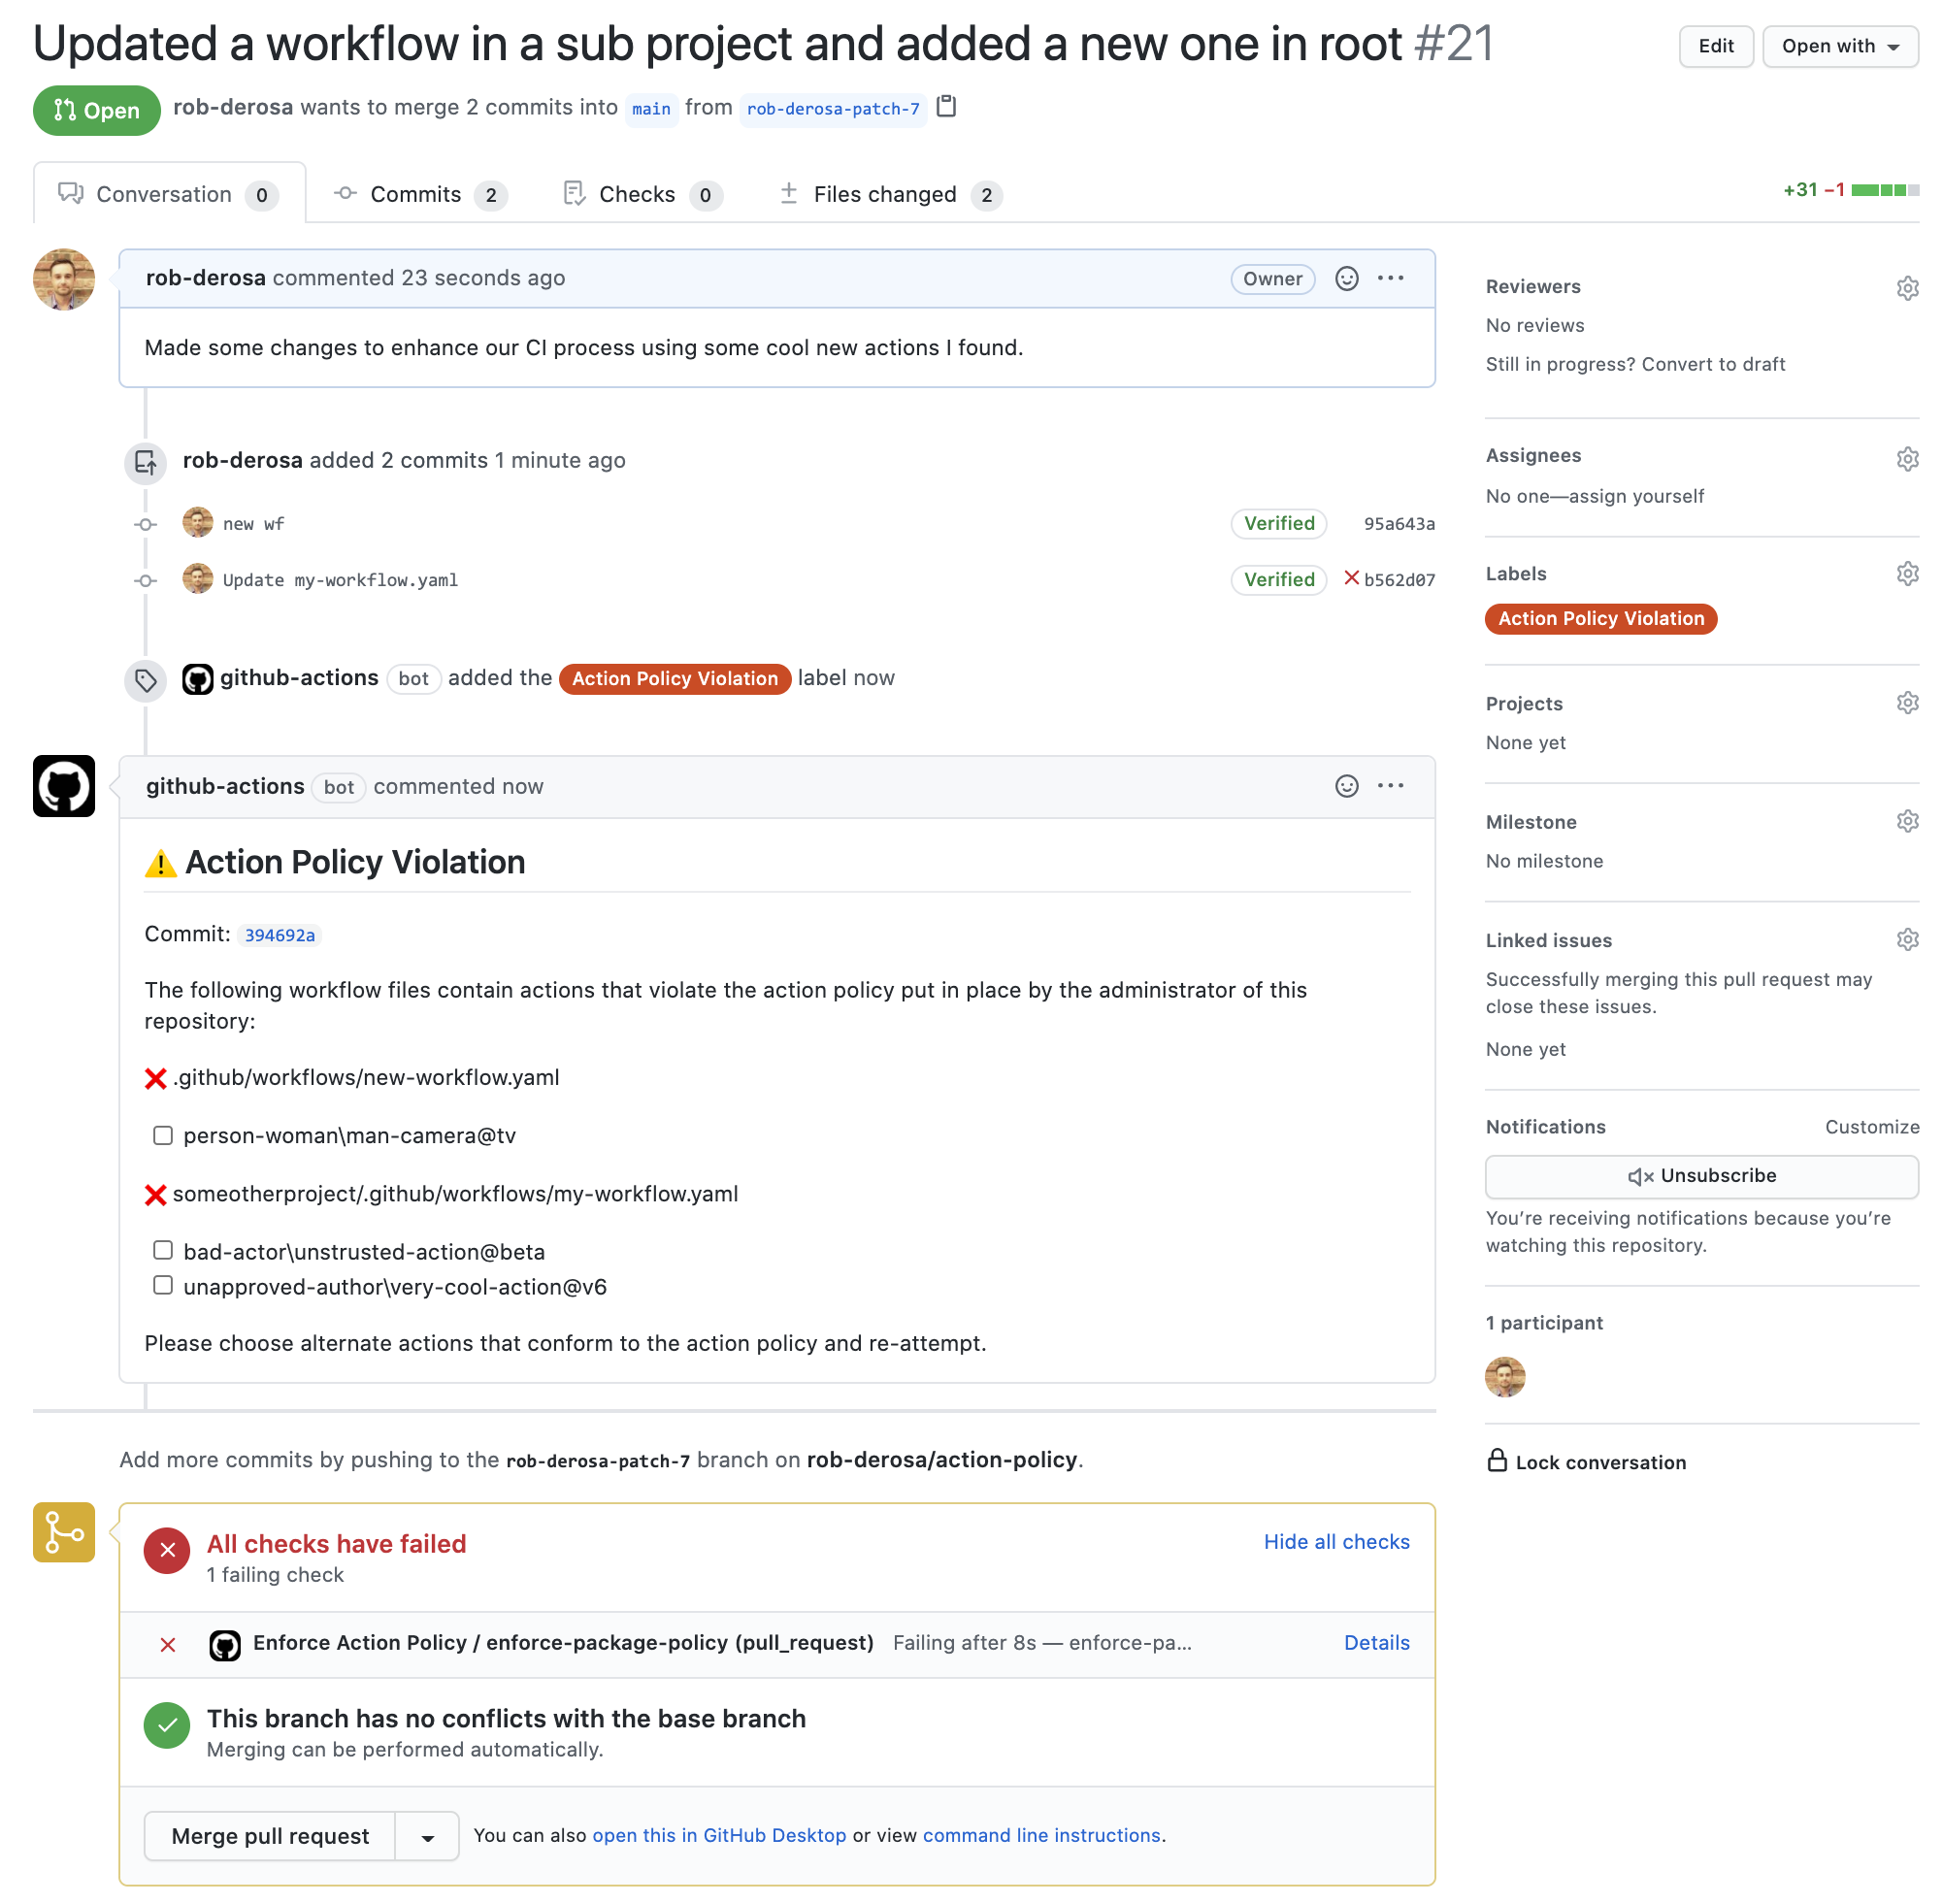 Updated a workflow in a sub project and added a new one in root #21
Edit
Open with
Open
rob-derosa wants to merge 2 commits into main from rob-derosa-patch-7
Conversation 0
Commits 2
Checks 0
Files changed 2
+31 −1
rob-derosa commented 23 seconds ago
Owner
Made some changes to enhance our CI process using some cool new actions I found.
rob-derosa added 2 commits 1 minute ago
new wf
Verified
95a643a
Update my-workflow.yaml
Verified
b562d07
github-actions bot added the Action Policy Violation label now
github-actions bot commented now
Action Policy Violation
Commit: 394692a
The following workflow files contain actions that violate the action policy put in place by the administrator of this
repository:
.github/workflows/new-workflow.yaml
person-woman\man-camera@tv
someotherproject/.github/workflows/my-workflow.yaml
bad-actor\unstrusted-action@beta
unapproved-author\very-cool-action@v6
Please choose alternate actions that conform to the action policy and re-attempt.
Add more commits by pushing to the rob-derosa-patch-7 branch on rob-derosa/action-policy.
All checks have failed
1 failing check
Hide all checks
Enforce Action Policy / enforce-package-policy (pull_request) Failing after 8s — enforce-pa...
Details
This branch has no conflicts with the base branch
Merging can be performed automatically.
Merge pull request
You can also open this in GitHub Desktop or view command line instructions.
Reviewers
No reviews
Still in progress? Convert to draft
Assignees
No one—assign yourself
Labels
Action Policy Violation
Projects
None yet
Milestone
No milestone
Linked issues
Successfully merging this pull request may
close these issues.
None yet
Notifications
Customize
Unsubscribe
You’re receiving notifications because you’re
watching this repository.
1 participant
Lock conversation